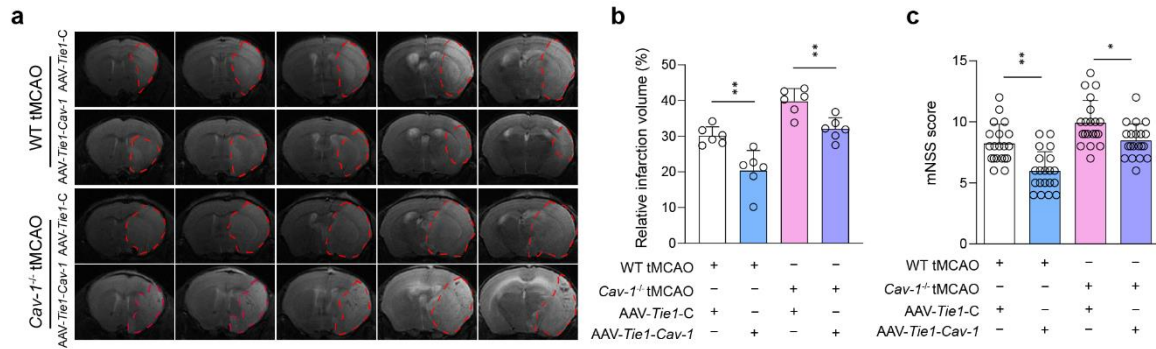 a
WT tMCAO
AAV-Tie1-C
AAV-Tie1-Cav-1
Cav-1-/- tMCAO
AAV-Tie1-C
AAV-Tie1-Cav-1
b
Relative infarction volume (%)
50
40
30
20
10
0
**
**
WT tMCAO + + − −
Cav-1-/- tMCAO − − + +
AAV-Tie1-C + − + −
AAV-Tie1-Cav-1 − + − +
c
mNSS score
15
10
5
0
**
*
WT tMCAO + + − −
Cav-1-/- tMCAO − − + +
AAV-Tie1-C + − + −
AAV-Tie1-Cav-1 − + − +